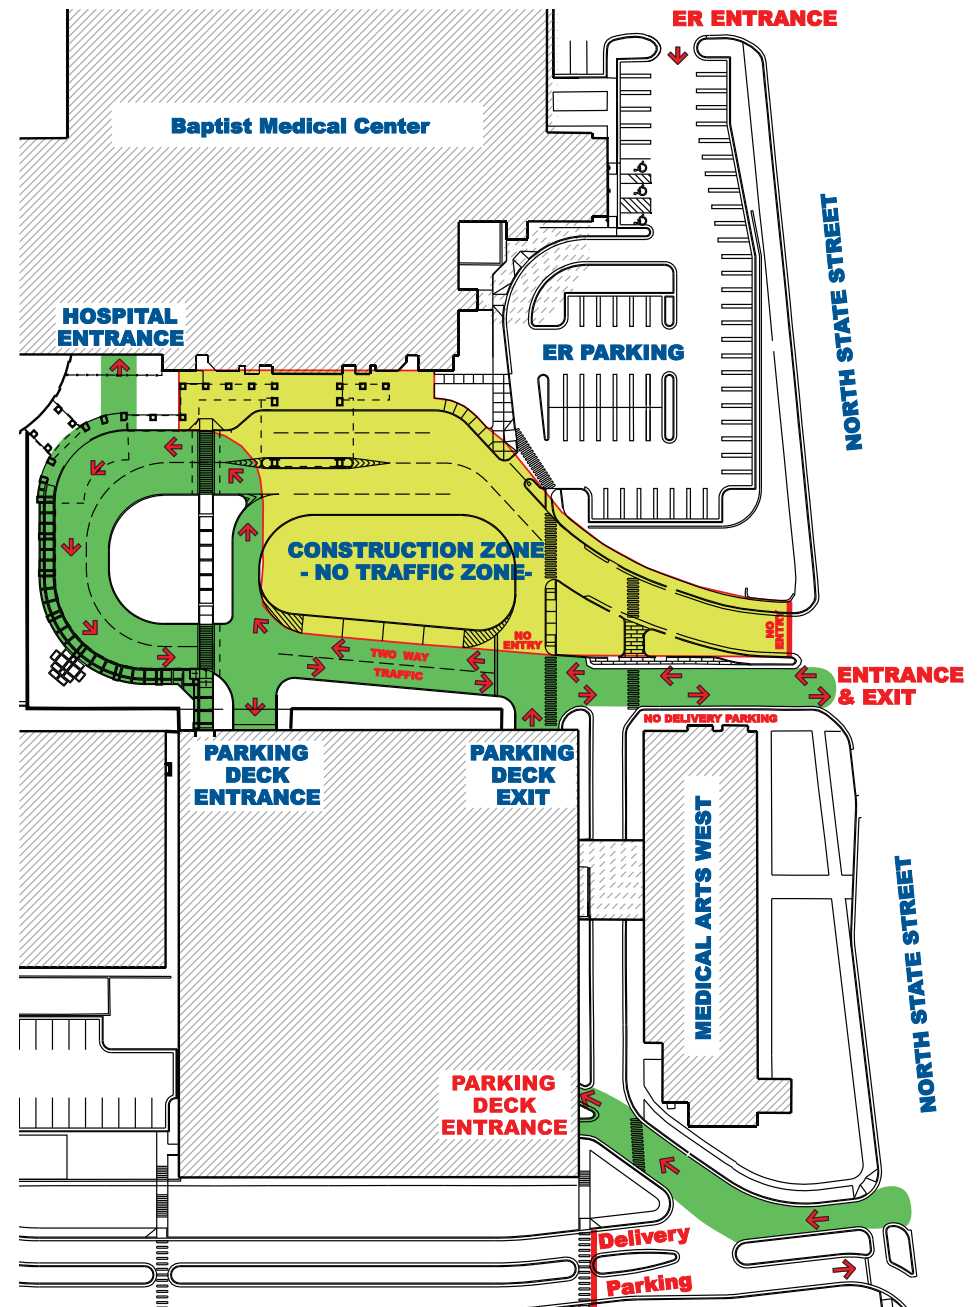 ER ENTRANCE
Baptist Medical Center
NORTH STATE STREET
HOSPITAL
ENTRANCE
ER PARKING
CONSTRUCTION ZONE
- NO TRAFFIC ZONE-
NO
ENTRY
NO
ENTRY
TWO WAY
TRAFFIC
ENTRANCE
& EXIT
NO DELIVERY PARKING
PARKING
DECK
ENTRANCE
PARKING
DECK
EXIT
MEDICAL ARTS WEST
NORTH STATE STREET
PARKING
DECK
ENTRANCE
Delivery
Parking